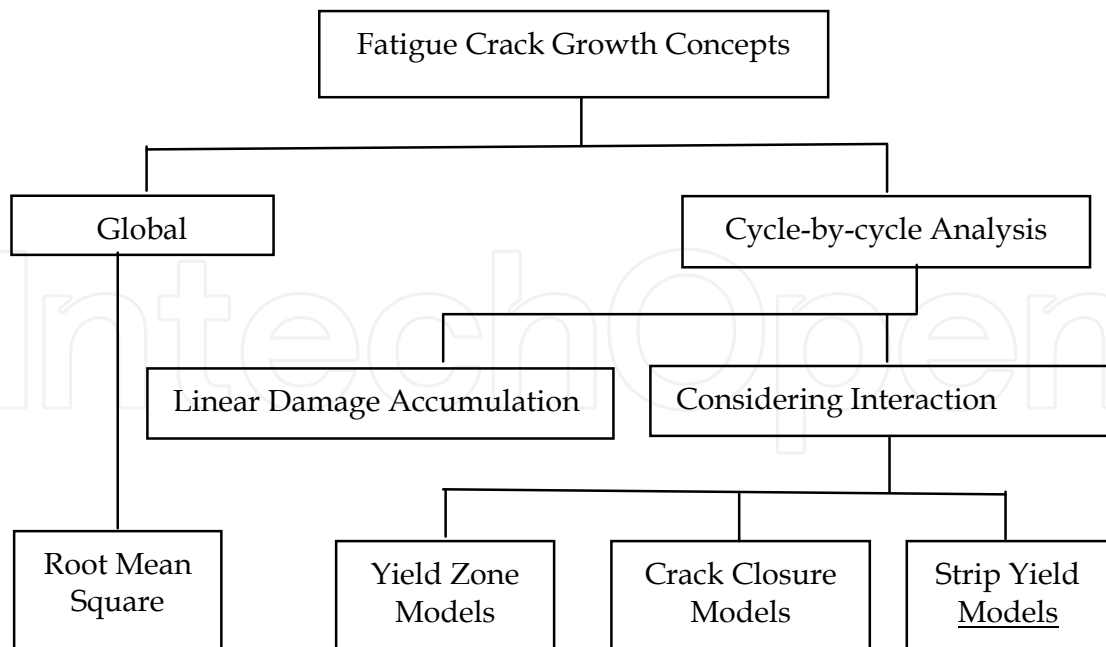 Fatigue Crack Growth Concepts
Global
Cycle-by-cycle Analysis
IntechOpen
Linear Damage Accumulation
Considering Interaction
Root Mean
Square
Yield Zone
Models
Crack Closure
Models
Strip Yield
Models